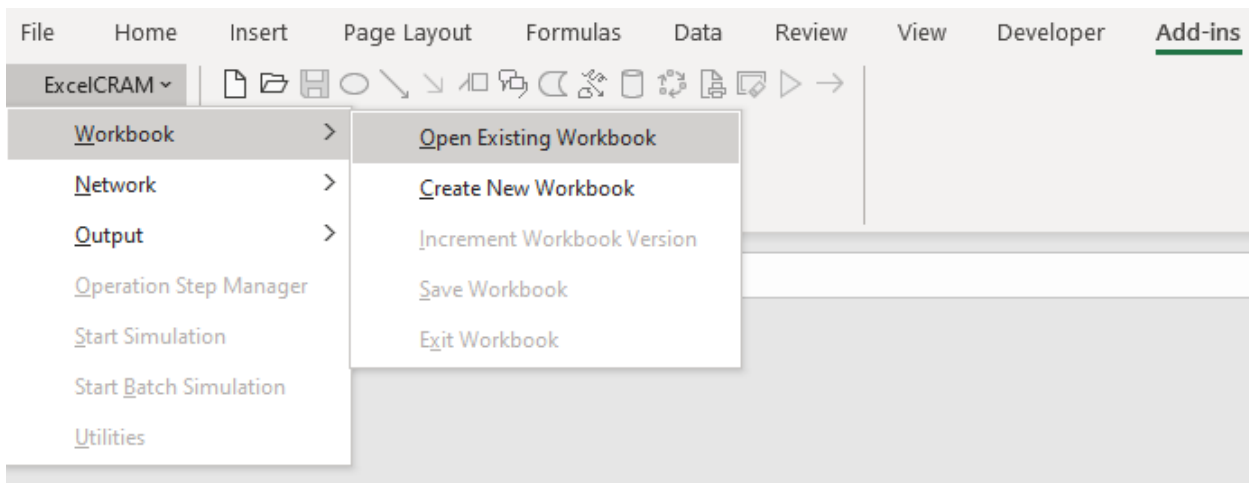 File Home Insert Page Layout Formulas Data Review View Developer Add-ins
ExcelCRAM
Workbook
Network
Output
Operation Step Manager
Start Simulation
Start Batch Simulation
Utilities
Open Existing Workbook
Create New Workbook
Increment Workbook Version
Save Workbook
Exit Workbook